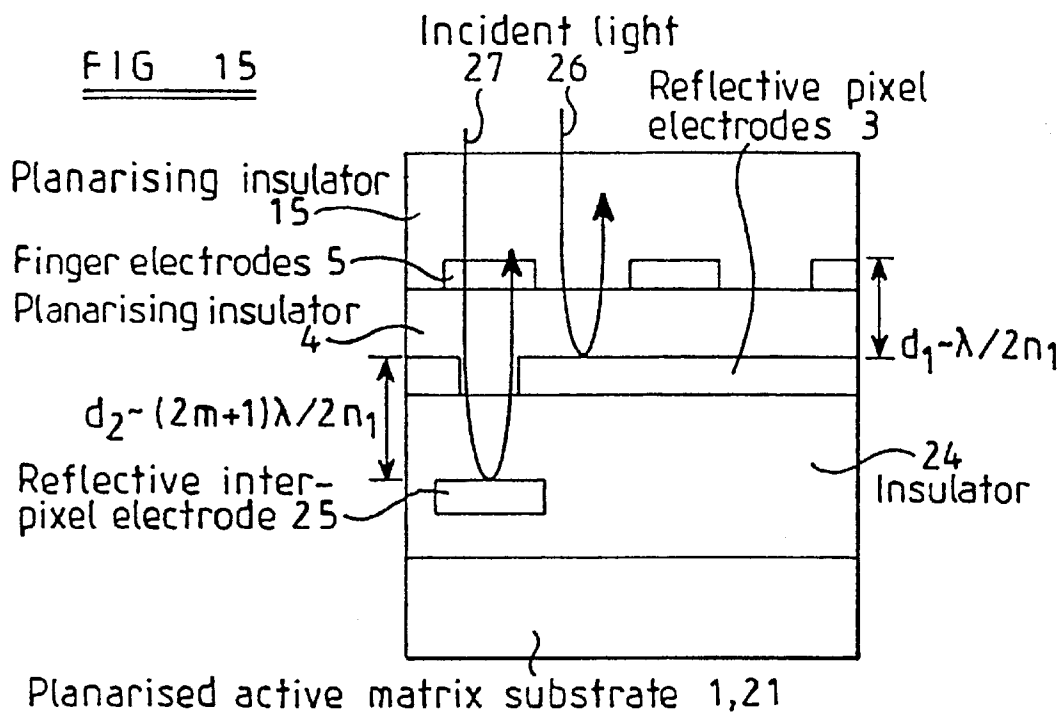 FIG 15
Incident light
27 26
Reflective pixel
electrodes 3
Planarising insulator
15
Finger electrodes 5
Planarising insulator
4
d₁~λ/2n₁
d₂~(2m+1)λ/2n₁
Reflective inter-
pixel electrode 25
24
Insulator
Planarised active matrix substrate 1,21